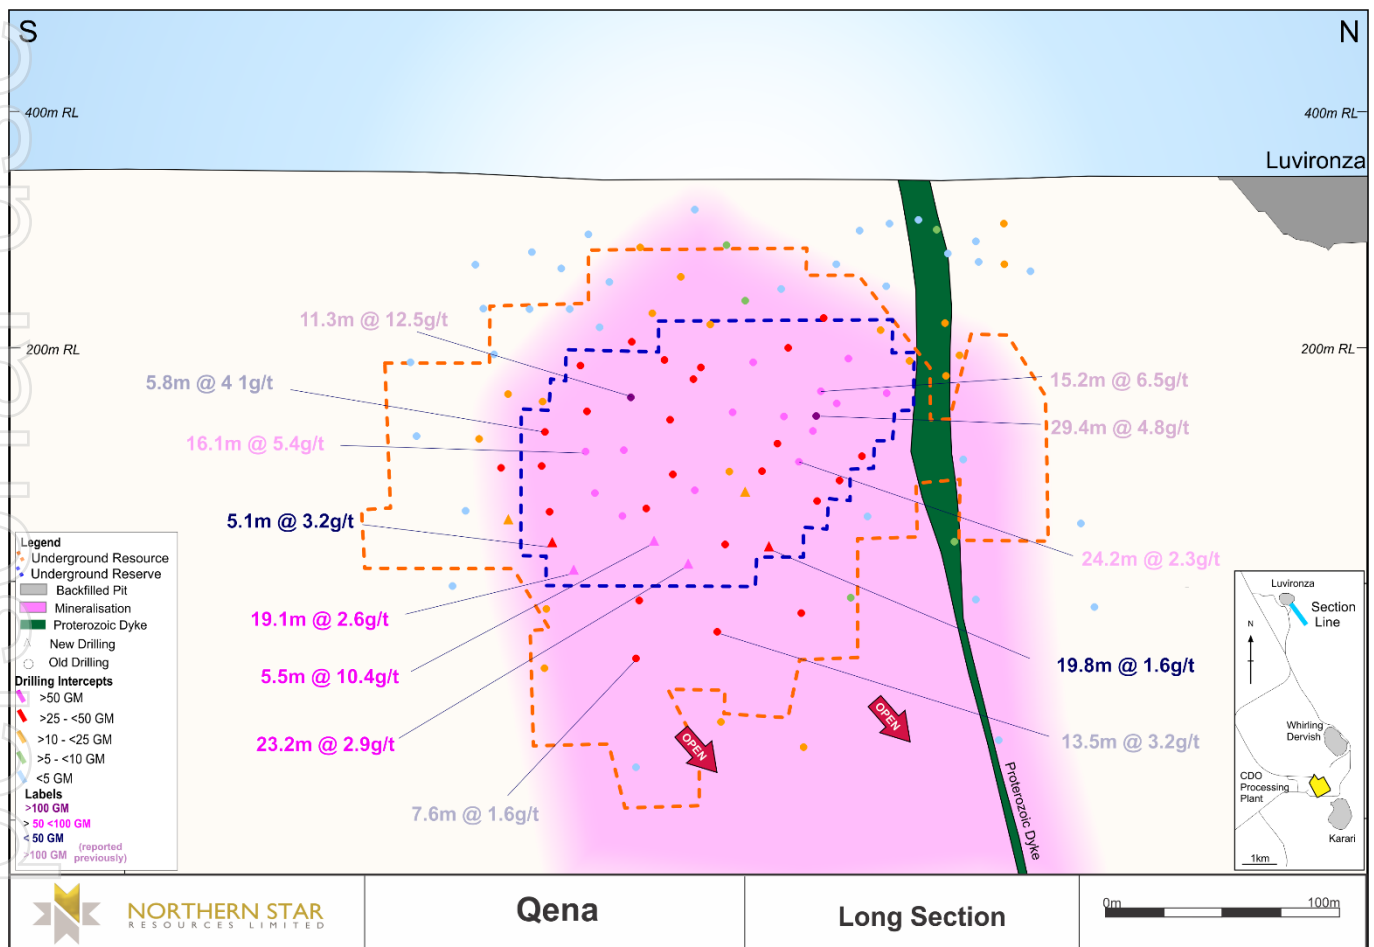 S
N
400m RL
400m RL
Luvironza
200m RL
200m RL
11.3m @ 12.5g/t
5.8m @ 4 1g/t
16.1m @ 5.4g/t
5.1m @ 3.2g/t
19.1m @ 2.6g/t
5.5m @ 10.4g/t
23.2m @ 2.9g/t
7.6m @ 1.6g/t
15.2m @ 6.5g/t
29.4m @ 4.8g/t
24.2m @ 2.3g/t
19.8m @ 1.6g/t
13.5m @ 3.2g/t
OPEN
OPEN
Proterozoic Dyke
Legend
Underground Resource
Underground Reserve
Backfilled Pit
Mineralisation
Proterozoic Dyke
New Drilling
Old Drilling
Drilling Intercepts
>50 GM
>25 - <50 GM
>10 - <25 GM
>5 - <10 GM
<5 GM
Labels
>100 GM
> 50 <100 GM
< 50 GM
>100 GM (reported previously)
Luvironza
Section
Line
N
Whirling
Dervish
CDO
Processing
Plant
Karari
1km
NORTHERN STAR
RESOURCES LIMITED
Qena
Long Section
0m
100m